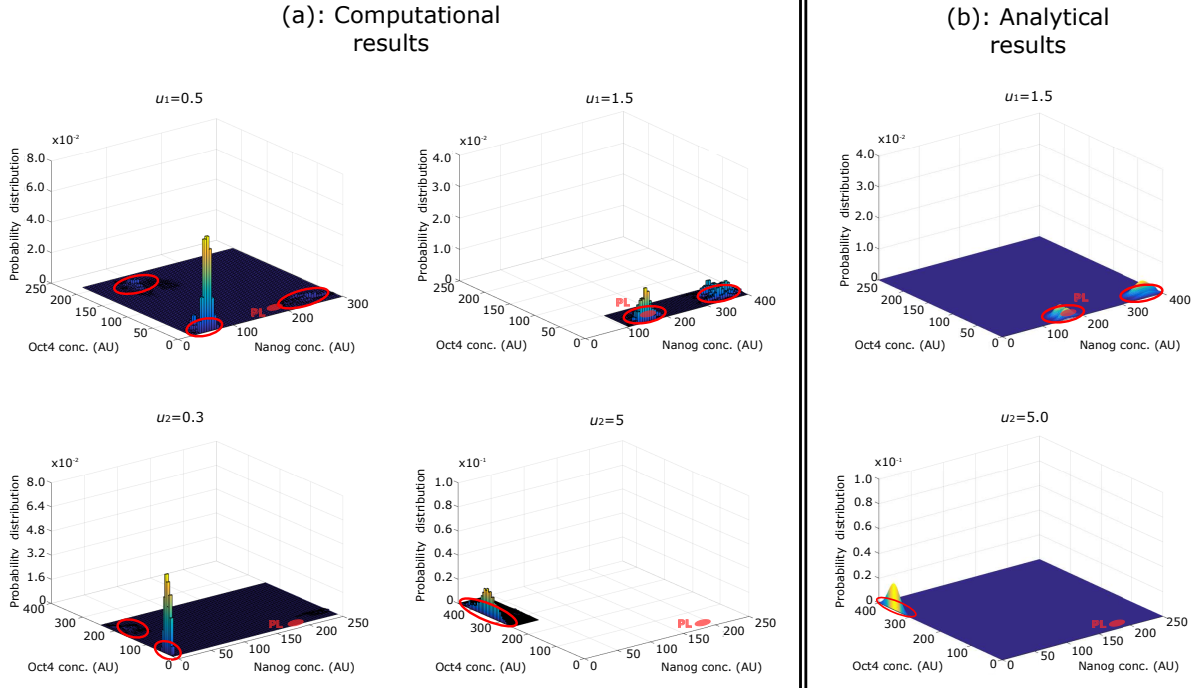 (a): Computational
results
(b): Analytical
results
u1=0.5
x10-2
8.0
6.0
4.0
2.0
0
Probability distribution
250
200
150
100
50
0
Oct4 conc. (AU)
0
100
200
300
Nanog conc. (AU)
PL
u1=1.5
x10-2
4.0
3.0
2.0
1.0
0
Probability distribution
250
200
150
100
50
0
Oct4 conc. (AU)
0
100
200
300
400
Nanog conc. (AU)
PL
u1=1.5
x10-2
4.0
3.0
2.0
1.0
0
Probability distribution
250
200
150
100
50
0
Oct4 conc. (AU)
0
100
200
300
400
Nanog conc. (AU)
PL
u2=0.3
x10-2
8.0
6.4
4.8
3.2
1.6
0
Probability distribution
400
300
200
100
0
Oct4 conc. (AU)
0
50
100
150
200
250
Nanog conc. (AU)
PL
u2=5
x10-1
1.0
0.8
0.6
0.4
0.2
0
Probability distribution
400
300
200
100
0
Oct4 conc. (AU)
0
50
100
150
200
250
Nanog conc. (AU)
PL
u2=5.0
x10-1
1.0
0.8
0.6
0.4
0.2
0
Probability distribution
400
300
200
100
0
Oct4 conc. (AU)
0
50
100
150
200
250
Nanog conc. (AU)
PL